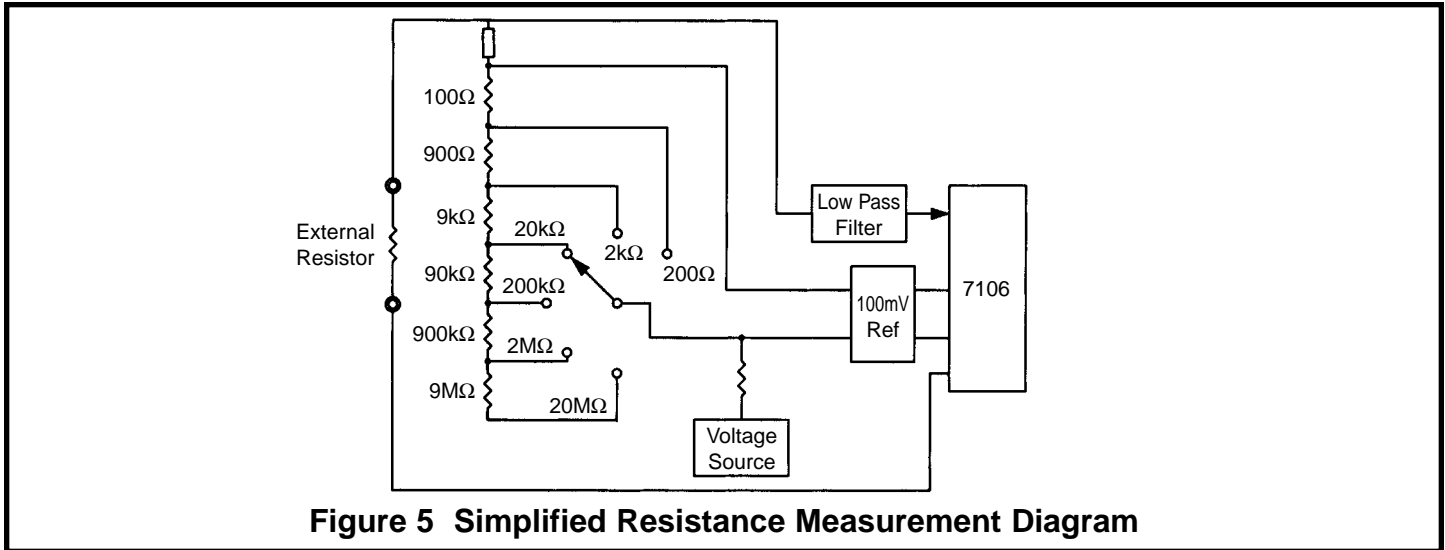 100Ω
900Ω
9kΩ
External
Resistor
20kΩ
2kΩ
200Ω
90kΩ
200kΩ
900kΩ
2MΩ
9MΩ
20MΩ
Low Pass
Filter
100mV
Ref
7106
Voltage
Source
Figure 5 Simplified Resistance Measurement Diagram